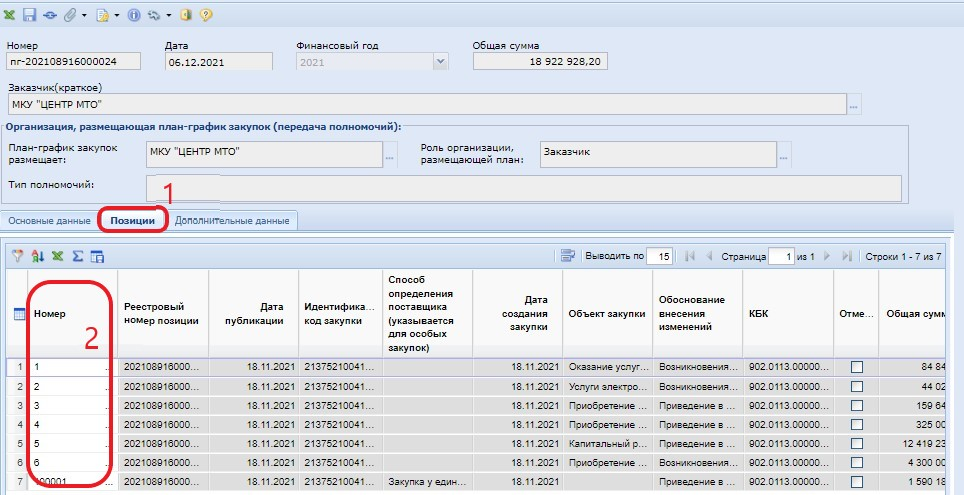 Номер Дата Финансовый год Общая сумма
пг-202108916000024 06.12.2021 2021 18 922 928,20
Заказчик(краткое)
МКУ "ЦЕНТР МТО" ...
Организация, размещающая план-график закупок (передача полномочий):
План-график закупок размещает: МКУ "ЦЕНТР МТО" ... Роль организации, размещающей план: Заказчик ...
Тип полномочий:
1
Основные данные Позиции Дополнительные данные
Выводить по 15 Страница 1 из 1 Строки 1 - 7 из 7
Номер Реестровый номер позиции Дата публикации Идентифика... код закупки Способ определения поставщика (указывается для особых закупок) Дата создания закупки Объект закупки Обоснование внесения изменений КБК Отме... Общая сумм
2
1 1 ... 202108916000... 18.11.2021 21375210041... 18.11.2021 Оказание услуг... Возникновения... 902.0113.00000... 84 84
2 2 ... 202108916000... 18.11.2021 21375210041... 18.11.2021 Услуги электро... Возникновения... 902.0113.00000... 44 02
3 3 ... 202108916000... 18.11.2021 21375210041... 18.11.2021 Приобретение ... Приведение в ... 902.0113.00000... 159 64
4 4 ... 202108916000... 18.11.2021 21375210041... 18.11.2021 Приобретение ... Приведение в ... 902.0113.00000... 325 00
5 5 ... 202108916000... 18.11.2021 21375210041... 18.11.2021 Капитальный р... Приведение в ... 902.0113.00000... 12 419 23
6 6 ... 202108916000... 18.11.2021 21375210041... 18.11.2021 Приобретение ... Возникновения... 902.0113.00000... 4 300 00
7 100001 ... 202108916000... 18.11.2021 21375210041... Закупка у един... 18.11.2021 Приведение в ... 902.0113.00000... 1 590 18